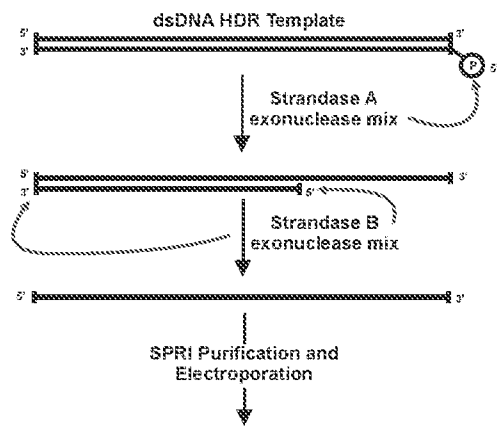 dsDNA HDR Template
5' 3'
3'
P 5'
Strandase A
exonuclease mix
5' 3'
3' 5'
Strandase B
exonuclease mix
5' 3'
SPRI Purification and
Electroporation